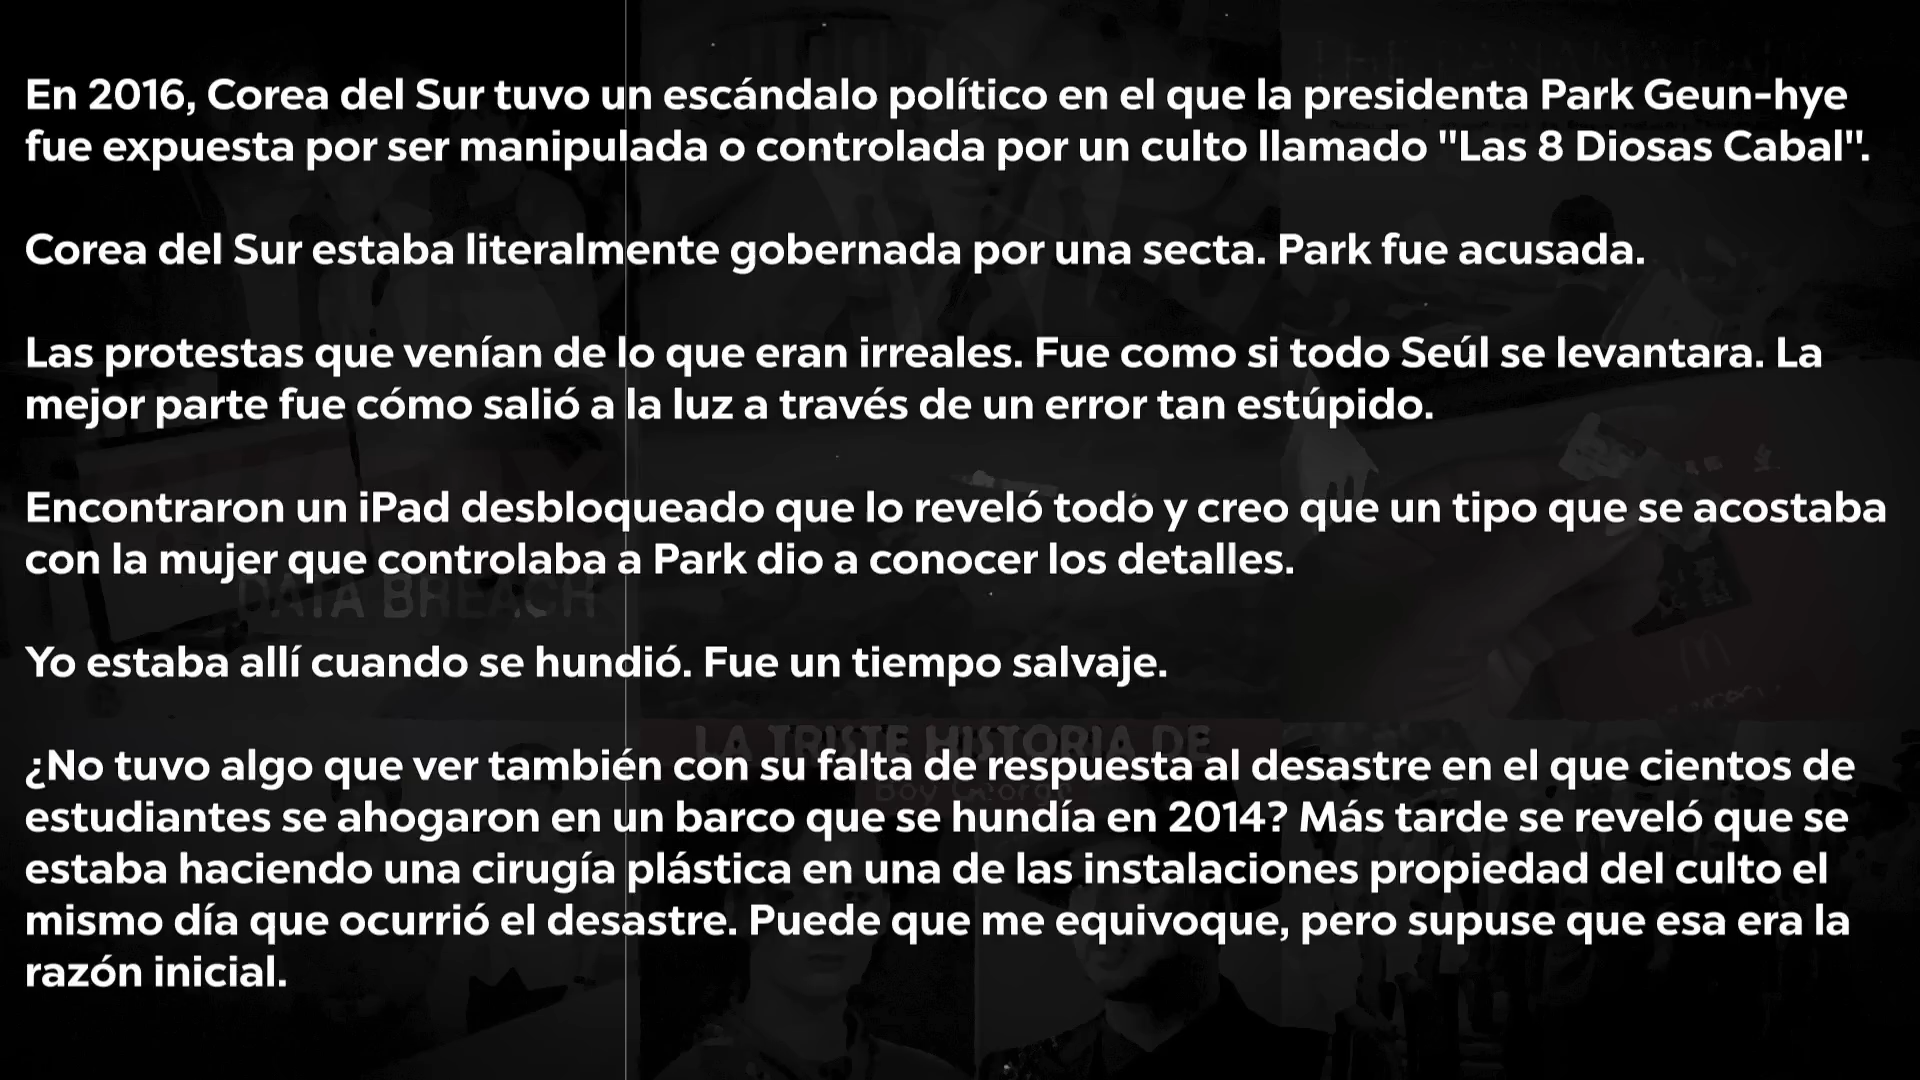 En 2016, Corea del Sur tuvo un escándalo político en el que la presidenta Park Geun-hye
fue expuesta por ser manipulada o controlada por un culto llamado "Las 8 Diosas Cabal".
Corea del Sur estaba literalmente gobernada por una secta. Park fue acusada.
Las protestas que venían de lo que eran irreales. Fue como si todo Seúl se levantara. La
mejor parte fue cómo salió a la luz a través de un error tan estúpido.
Encontraron un iPad desbloqueado que lo reveló todo y creo que un tipo que se acostaba
con la mujer que controlaba a Park dio a conocer los detalles.
DATA BREACH
Yo estaba allí cuando se hundió. Fue un tiempo salvaje.
LA TRISTE HISTORIA DE
¿No tuvo algo que ver también con su falta de respuesta al desastre en el que cientos de
Boy George
estudiantes se ahogaron en un barco que se hundía en 2014? Más tarde se reveló que se
estaba haciendo una cirugía plástica en una de las instalaciones propiedad del culto el
mismo día que ocurrió el desastre. Puede que me equivoque, pero supuse que esa era la
razón inicial.